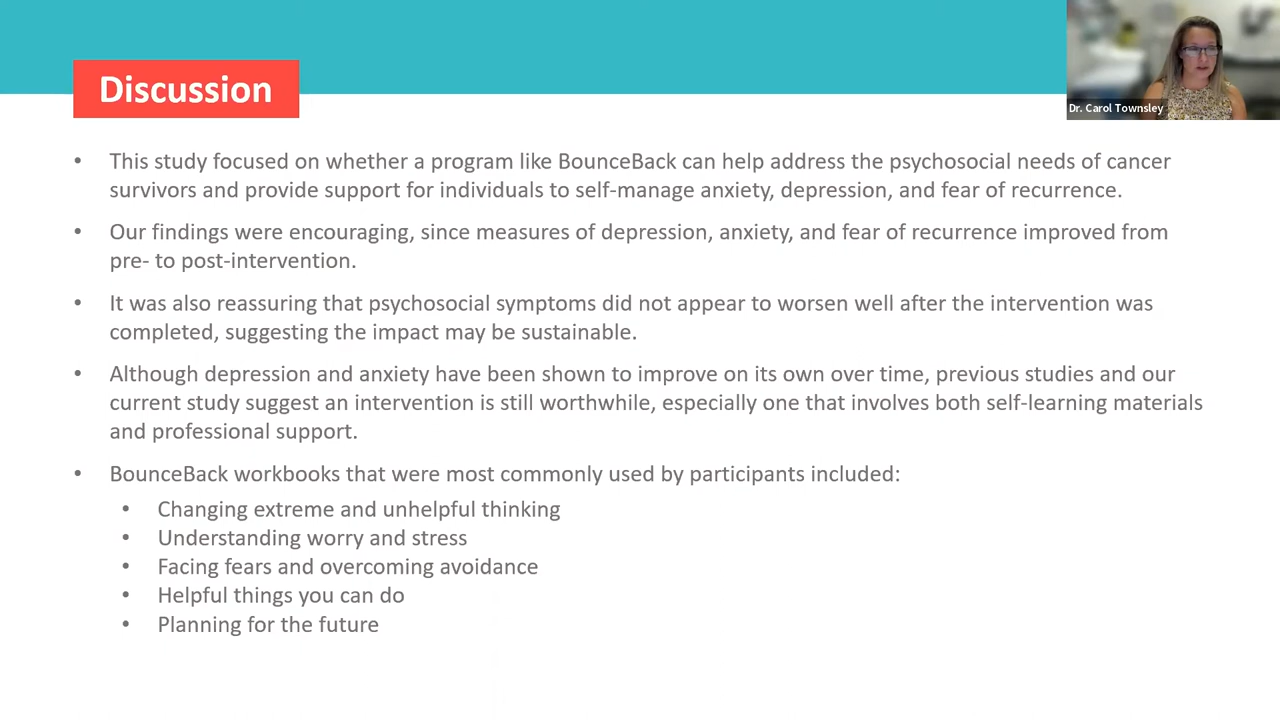 Discussion
Dr. Carol Townsley
• This study focused on whether a program like BounceBack can help address the psychosocial needs of cancer
survivors and provide support for individuals to self-manage anxiety, depression, and fear of recurrence.
• Our findings were encouraging, since measures of depression, anxiety, and fear of recurrence improved from
pre- to post-intervention.
• It was also reassuring that psychosocial symptoms did not appear to worsen well after the intervention was
completed, suggesting the impact may be sustainable.
• Although depression and anxiety have been shown to improve on its own over time, previous studies and our
current study suggest an intervention is still worthwhile, especially one that involves both self-learning materials
and professional support.
• BounceBack workbooks that were most commonly used by participants included:
• Changing extreme and unhelpful thinking
• Understanding worry and stress
• Facing fears and overcoming avoidance
• Helpful things you can do
• Planning for the future